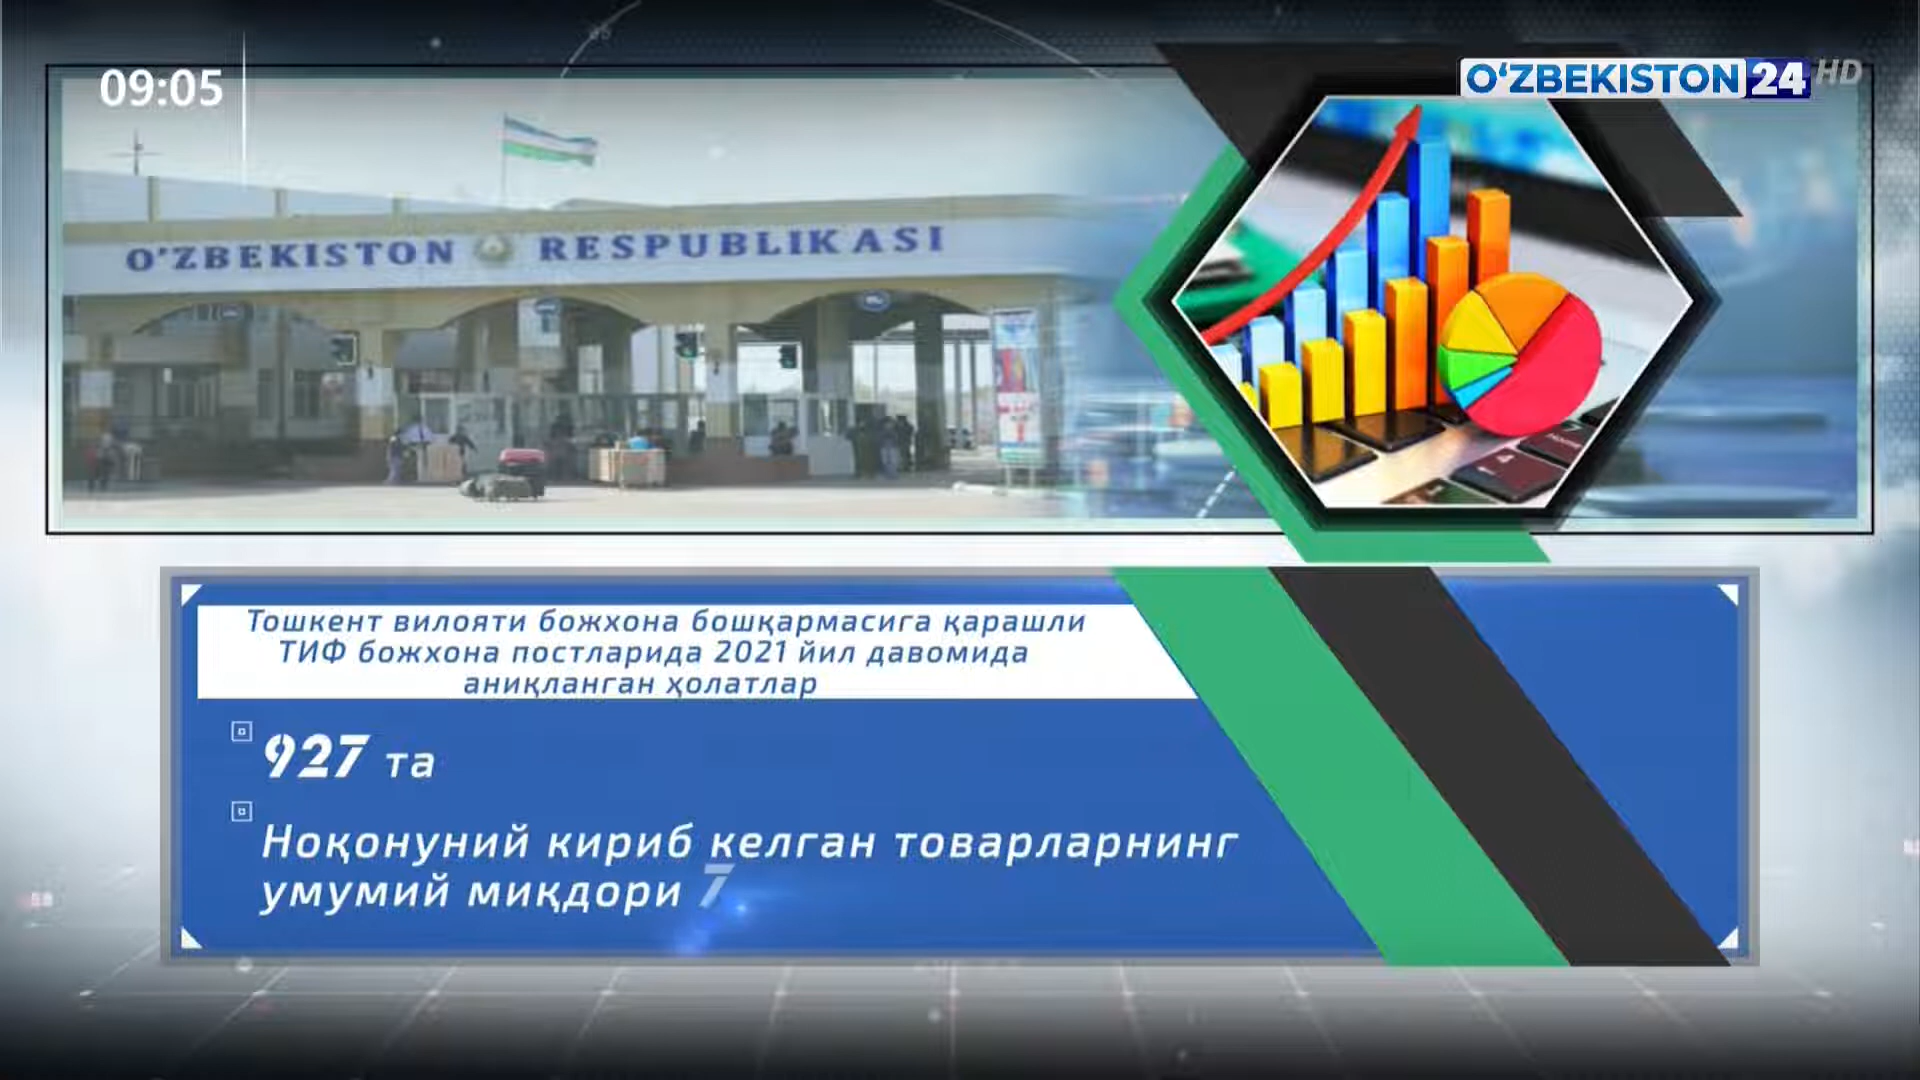 09:05
O‘ZBEKISTON 24 HD
O'ZBEKISTON RESPUBLIKASI
Тошкент вилояти божхона бошқармасига қарашли
ТИФ божхона постларида 2021 йил давомида
аниқланган ҳолатлар
927 та
Ноқонуний кириб келган товарларнинг
умумий миқдори 7